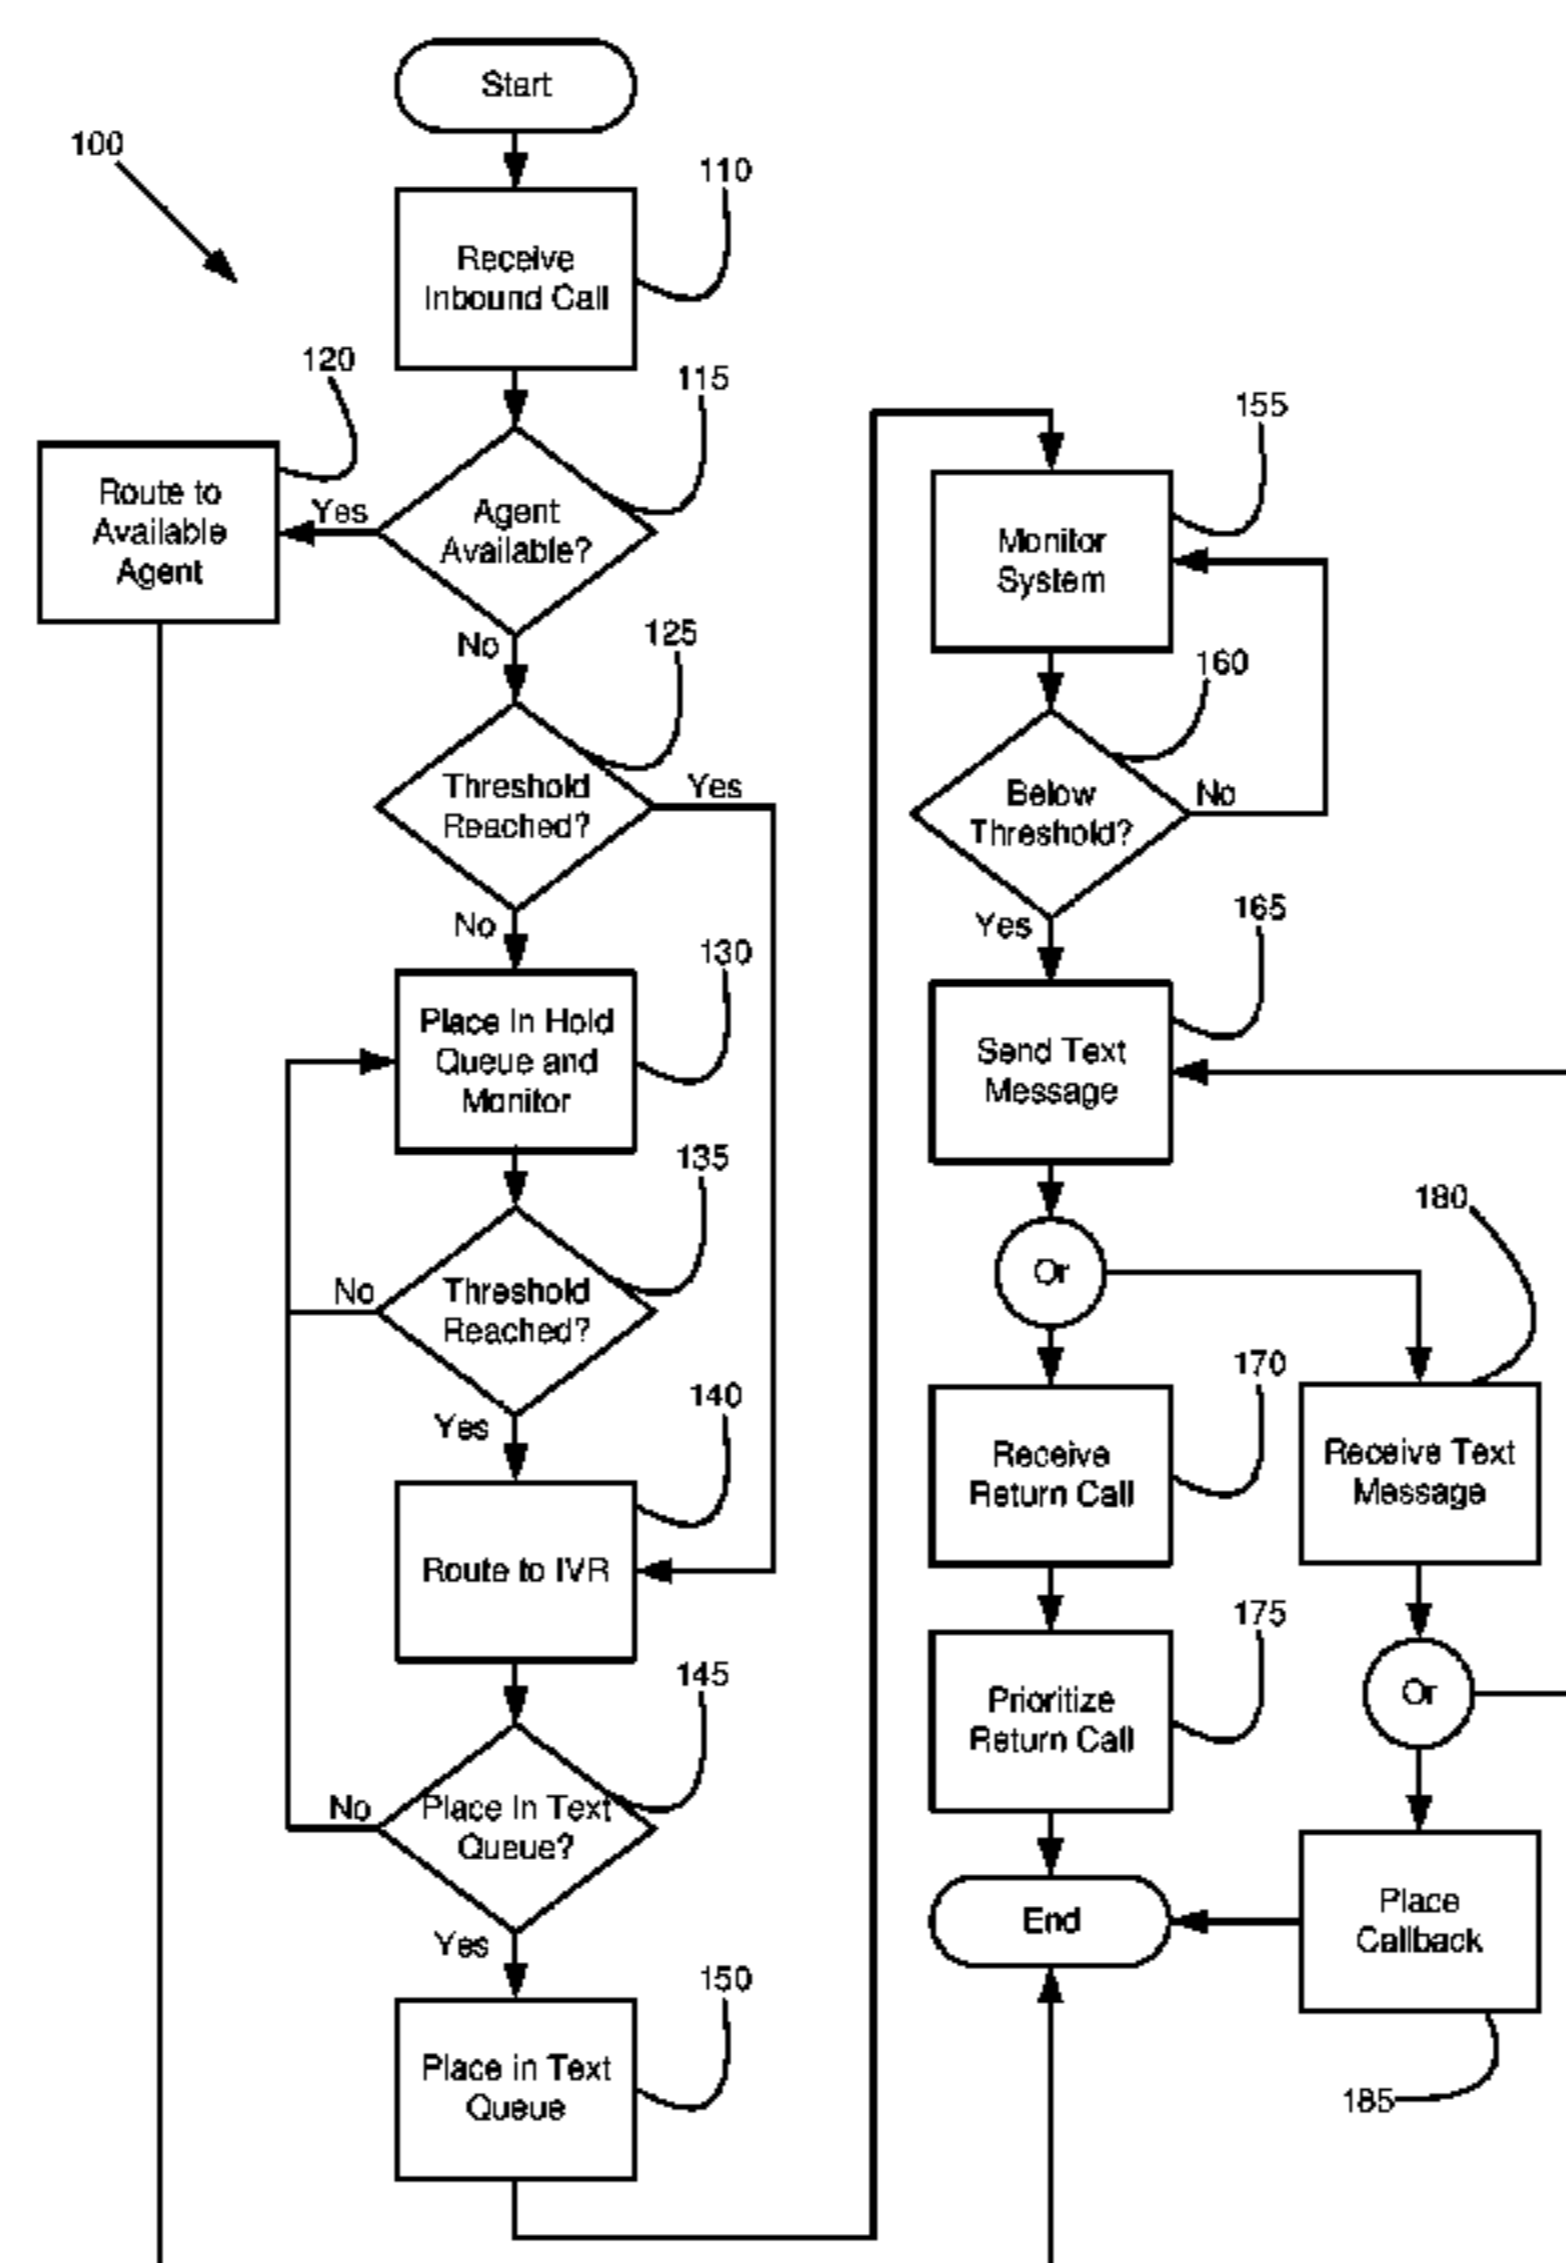 Start
100
110
Receive
Inbound Call
120
115
Route to
Available
Agent
Yes
Agent
Available?
No
125
Threshold
Reached?
Yes
No
130
Place In Hold
Queue and
Monitor
135
No
Threshold
Reached?
Yes
140
Route to IVR
145
No
Place In Text
Queue?
Yes
150
Place in Text
Queue
155
Monitor
System
160
Below
Threshold?
No
Yes
165
Send Text
Message
180
Or
170
Receive
Return Call
Receive Text
Message
175
Prioritize
Return Call
Or
End
Place
Callback
185